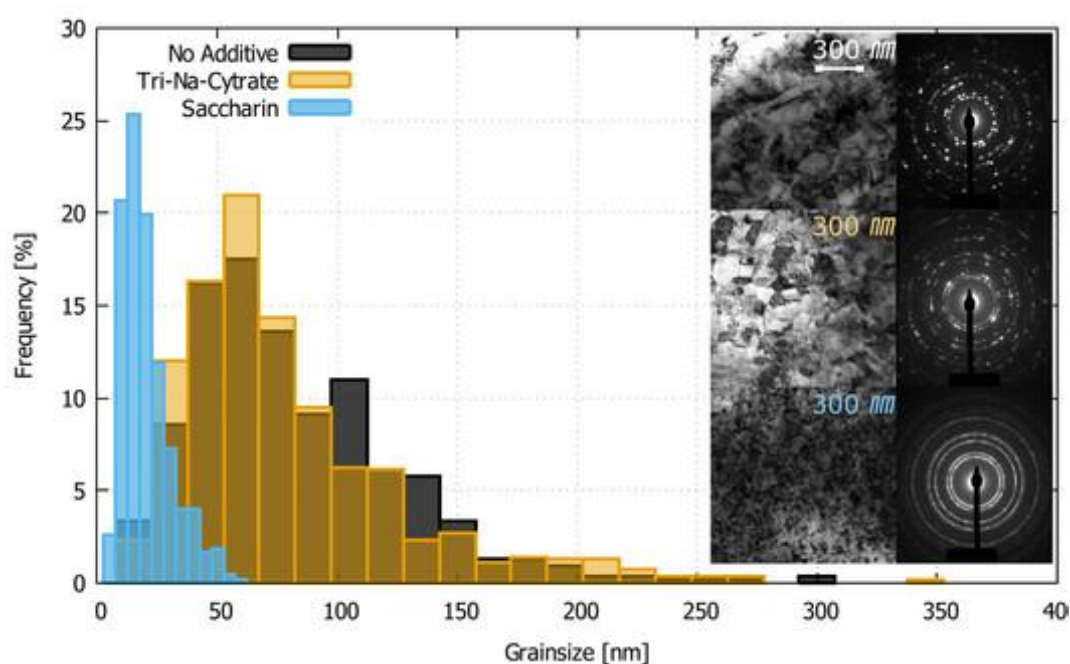 30
25
20
15
10
5
0
Frequency [%]
No Additive
Tri-Na-Cytrate
Saccharin
300 nm
300 nm
300 nm
0
50
100
150
200
250
300
350
40
Grainsize [nm]